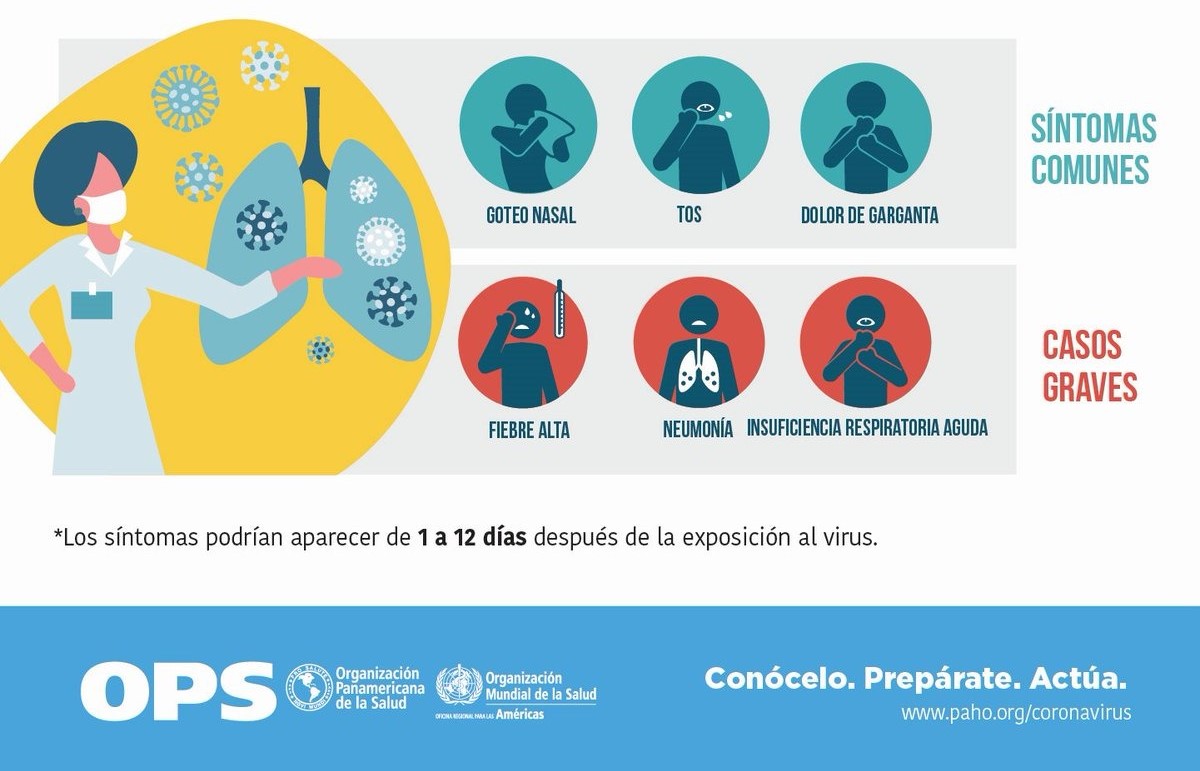 GOTEO NASAL
TOS
DOLOR DE GARGANTA
SÍNTOMAS
COMUNES
FIEBRE ALTA
NEUMONÍA
INSUFICIENCIA RESPIRATORIA AGUDA
CASOS
GRAVES
*Los síntomas podrían aparecer de 1 a 12 días después de la exposición al virus.
OPS
Organización
Panamericana
de la Salud
Organización
Mundial de la Salud
OFICINA REGIONAL PARA LAS Américas
Conócelo. Prepárate. Actúa.
www.paho.org/coronavirus